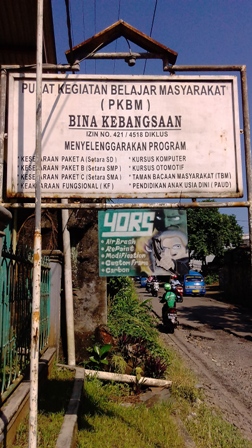 PUSAT KEGIATAN BELAJAR MASYARAKAT
( PKBM )
BINA KEBANGSAAN
IZIN NO. 421 / 4518 DIKLUS
MENYELENGGARAKAN PROGRAM
* KESETARAAN PAKET A (Setara SD)
* KESETARAAN PAKET B (Setara SMP)
* KESETARAAN PAKET C (Setara SMA)
* KEAKSARAAN FUNGSIONAL (KF)
* KURSUS KOMPUTER
* KURSUS OTOMOTIF
* TAMAN BACAAN MASYARAKAT (TBM)
* PENDIDIKAN ANAK USIA DINI ( PAUD )
YORS
Air Brush
Repaint
Modification
Custom
Carbon